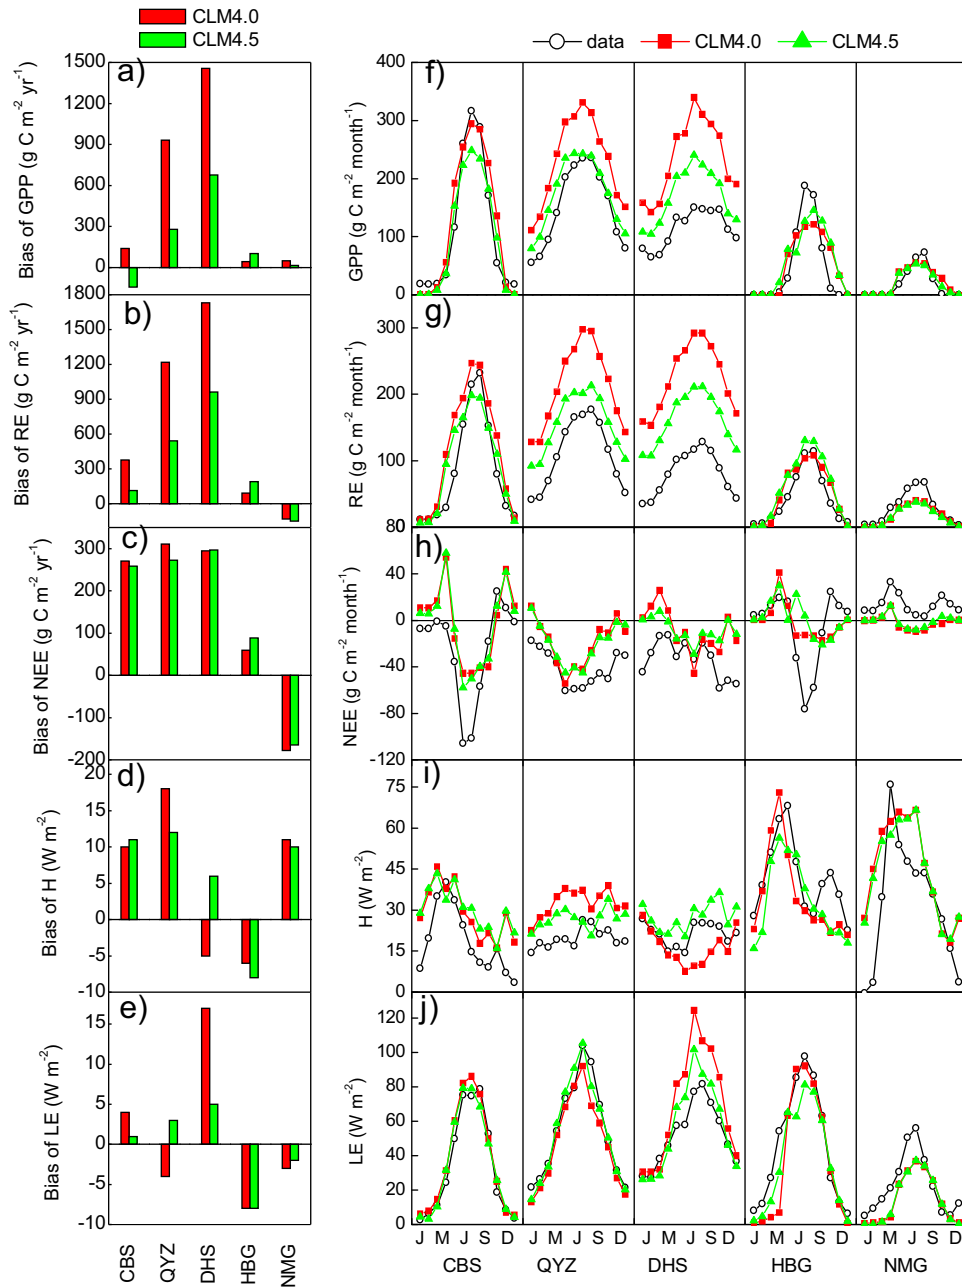 CLM4.0
CLM4.5
data CLM4.0 CLM4.5
a)
Bias of GPP (g C m-2 yr-1)
1500
1200
900
600
300
0
b)
Bias of RE (g C m-2 yr-1)
1800
1500
1200
900
600
300
0
c)
Bias of NEE (g C m-2 yr-1)
300
200
100
0
-100
-200
d)
Bias of H (W m-2)
20
15
10
5
0
-5
-10
e)
Bias of LE (W m-2)
15
10
5
0
-5
-10
CBS QYZ DHS HBG NMG
f)
GPP (g C m-2 month-1)
400
300
200
100
0
g)
RE (g C m-2 month-1)
300
200
100
80
h)
NEE (g C m-2 month-1)
40
0
-40
-80
-120
i)
H (W m-2)
75
60
45
30
15
0
j)
LE (W m-2)
120
100
80
60
40
20
0
J M J S D J M J S D J M J S D J M J S D J M J S D
CBS QYZ DHS HBG NMG